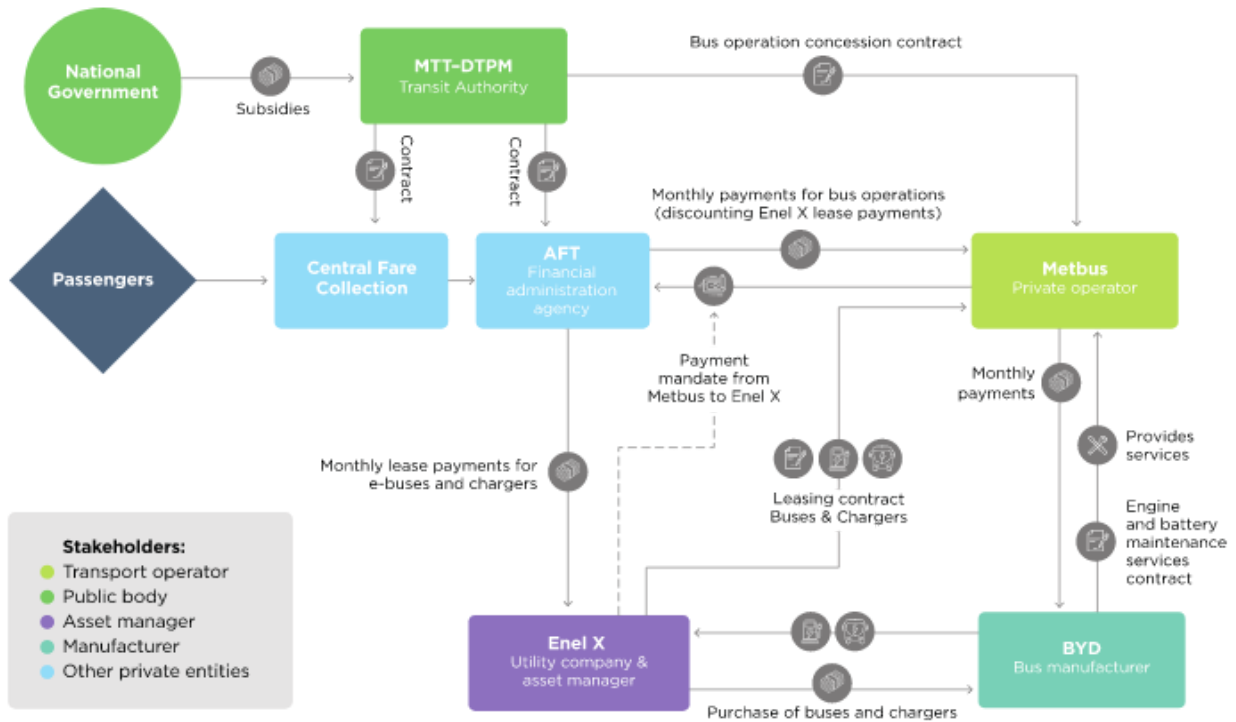 National
Government
Subsidies
MTT–DTPM
Transit Authority
Bus operation concession contract
Contract
Contract
Passengers
Central Fare
Collection
AFT
Financial
administration
agency
Monthly payments for bus operations
(discounting Enel X lease payments)
Metbus
Private operator
Payment
mandate from
Metbus to Enel X
Monthly
payments
Provides
services
Monthly lease payments for
e-buses and chargers
Leasing contract
Buses & Chargers
Engine
and battery
maintenance
services
contract
Stakeholders:
Transport operator
Public body
Asset manager
Manufacturer
Other private entities
Enel X
Utility company &
asset manager
BYD
Bus manufacturer
Purchase of buses and chargers